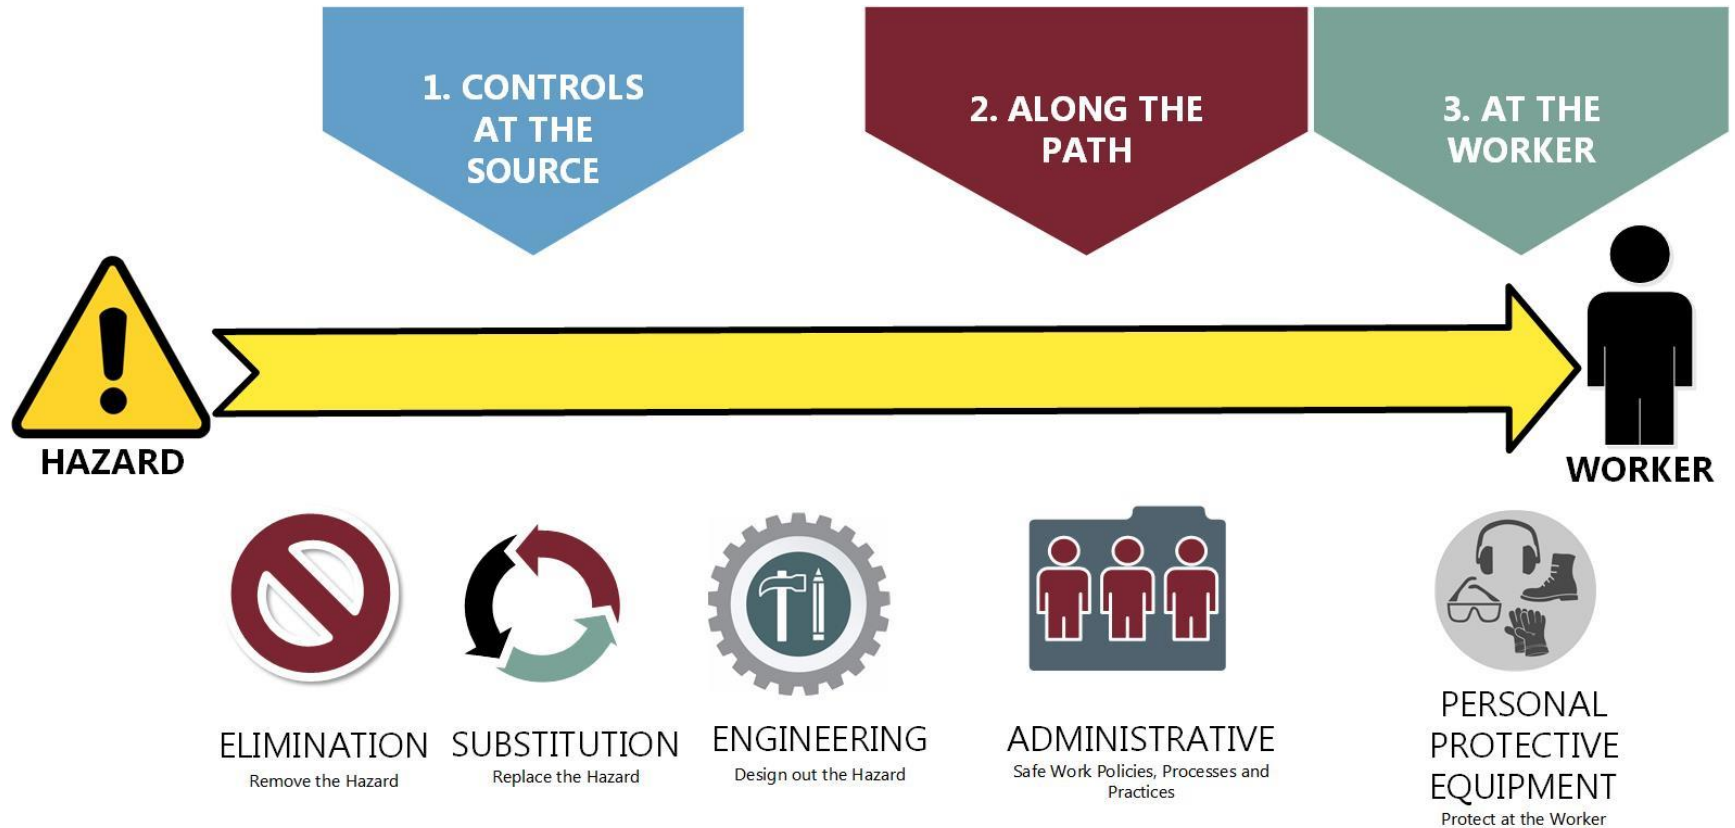 1. CONTROLS
AT THE
SOURCE
2. ALONG THE
PATH
3. AT THE
WORKER
HAZARD
WORKER
ELIMINATION
Remove the Hazard
SUBSTITUTION
Replace the Hazard
ENGINEERING
Design out the Hazard
ADMINISTRATIVE
Safe Work Policies, Processes and
Practices
PERSONAL
PROTECTIVE
EQUIPMENT
Protect at the Worker